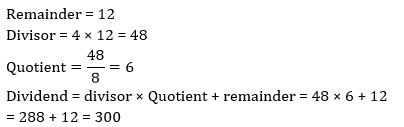 Remainder = 12
Divisor = 4 × 12 = 48
Quotient = 48/8 = 6
Dividend = divisor × Quotient + remainder = 48 × 6 + 12
= 288 + 12 = 300